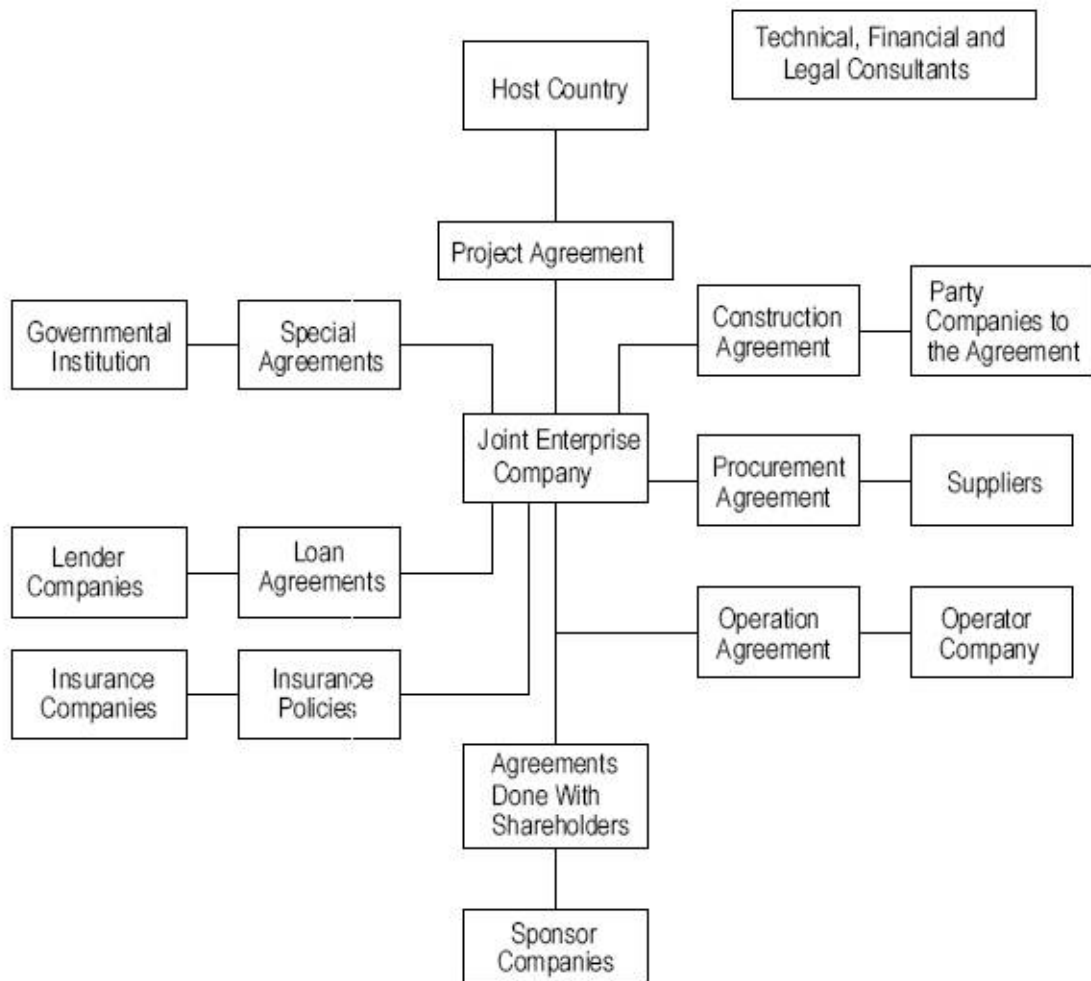 Technical, Financial and
Legal Consultants
Host Country
Project Agreement
Governmental
Institution
Special
Agreements
Construction
Agreement
Party
Companies to
the Agreement
Joint Enterprise
Company
Procurement
Agreement
Suppliers
Lender
Companies
Loan
Agreements
Operation
Agreement
Operator
Company
Insurance
Companies
Insurance
Policies
Agreements
Done With
Shareholders
Sponsor
Companies